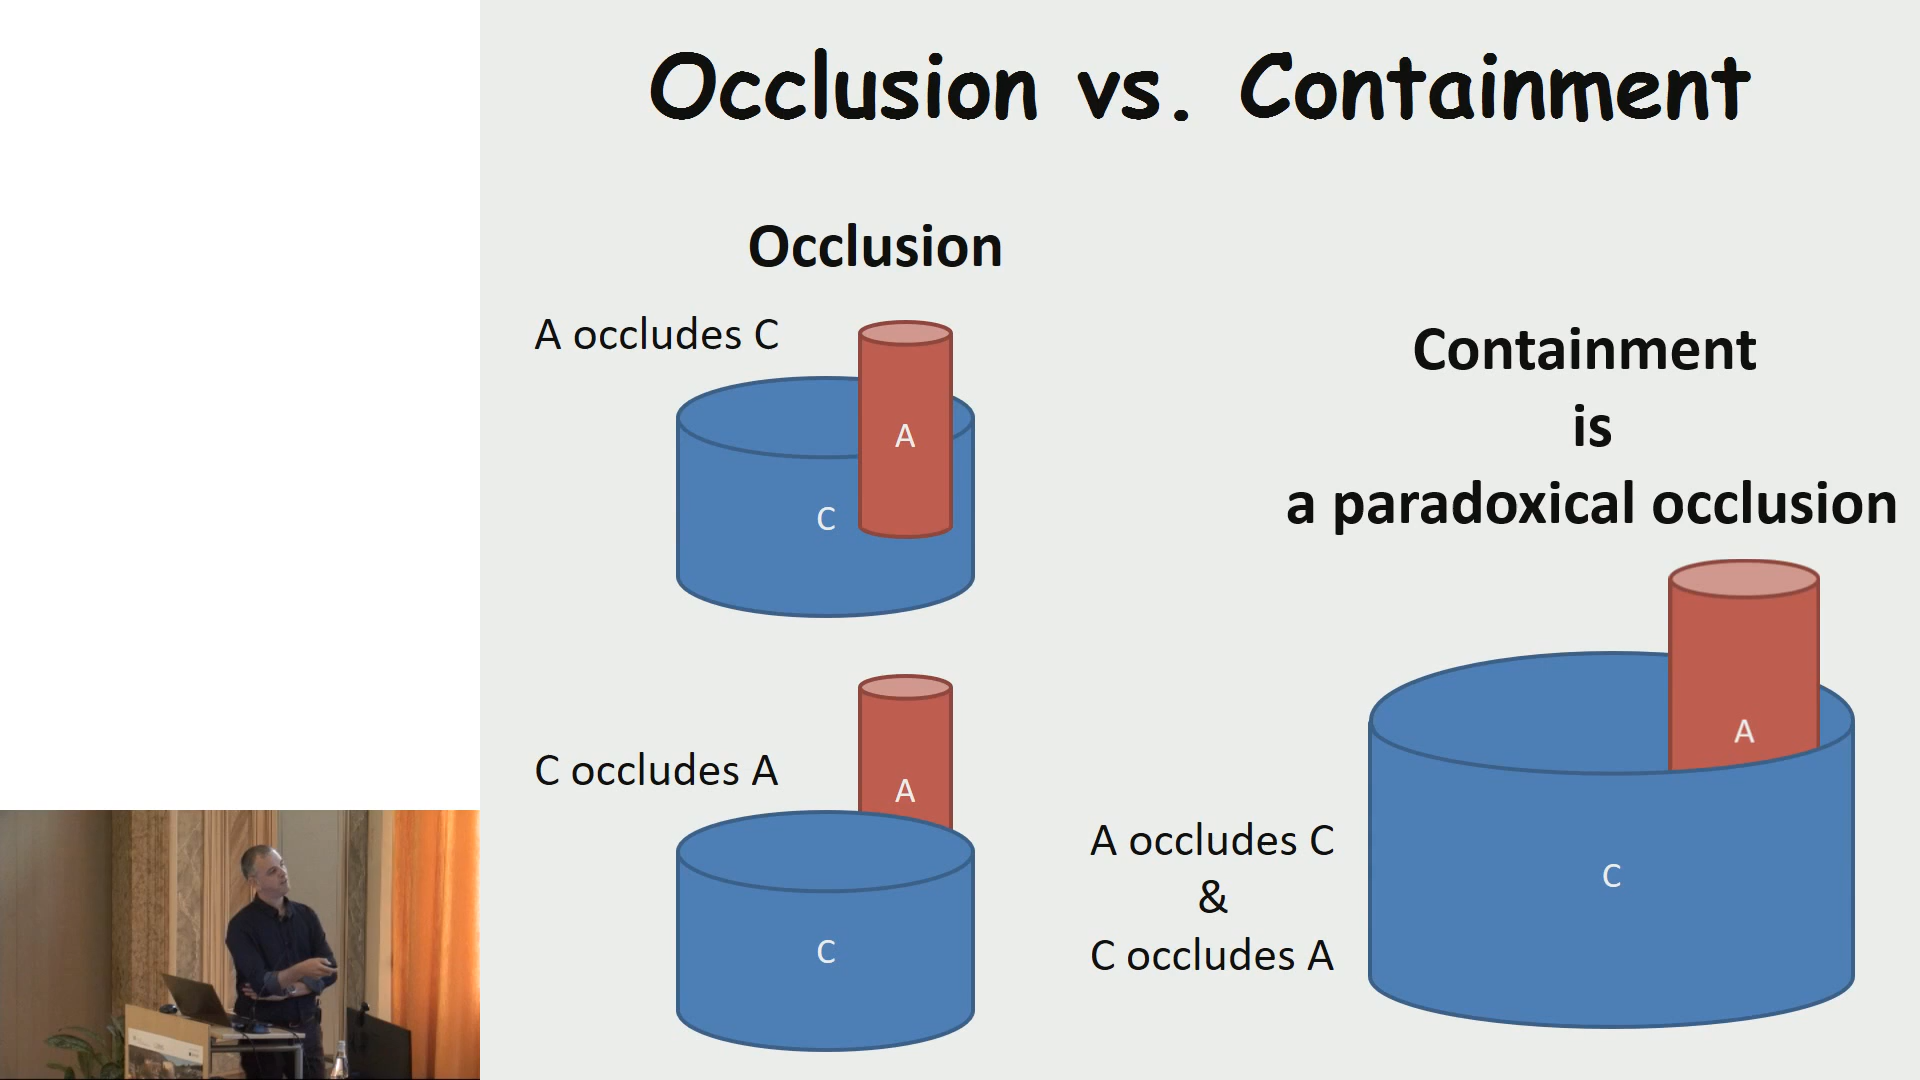 Occlusion vs. Containment
Occlusion
A occludes C
A
C
C occludes A
A
C
Containment
is
a paradoxical occlusion
A
C
A occludes C
&
C occludes A